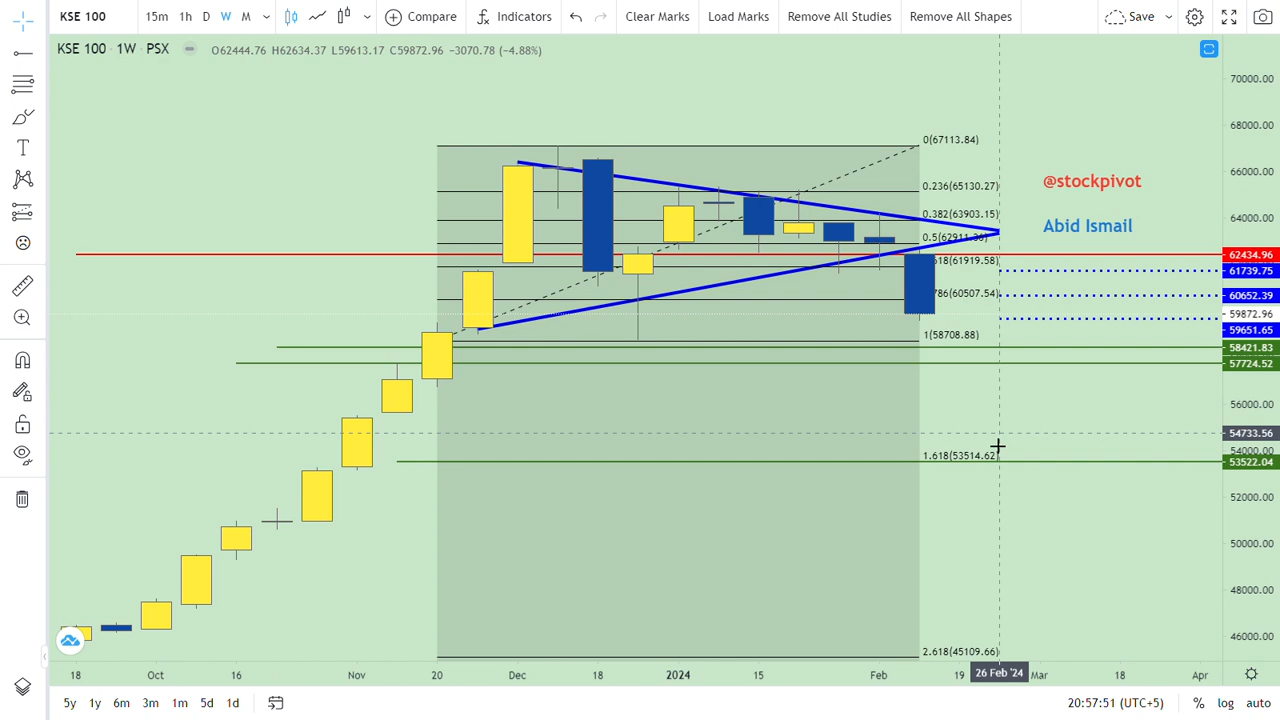 KSE 100
15m 1h D W M
Compare
Indicators
Clear Marks
Load Marks
Remove All Studies
Remove All Shapes
Save
KSE 100 · 1W · PSX
O62444.76 H62634.37 L59613.17 C59872.96 −3070.78 (−4.88%)
70000.00
68000.00
0(67113.84)
66000.00
@stockpivot
0.236(65130.27)
0.382(63903.15)
64000.00
Abid Ismail
0.5(62911.36)
62434.96
618(61919.58)
61739.75
786(60507.54)
60652.39
59872.96
59651.65
1(58708.88)
58421.83
57724.52
56000.00
54733.56
54000.00
1.618(53514.62)
53522.04
52000.00
50000.00
48000.00
46000.00
2.618(45109.66)
18 Oct 16 Nov 20 Dec 18 2024 15 Feb 19 26 Feb '24 Mar 18 Apr
5y 1y 6m 3m 1m 5d 1d
20:57:51 (UTC+5)
% log auto